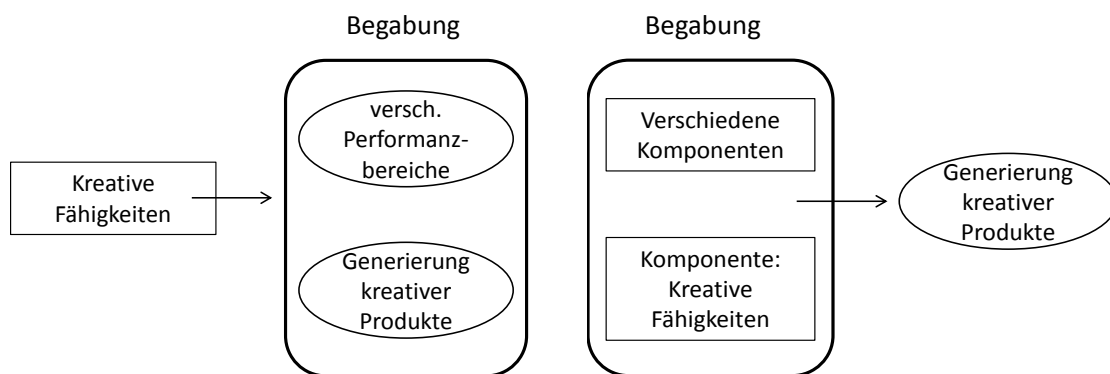 Begabung
Begabung
versch.
Performanz-
bereiche
Verschiedene
Komponenten
Kreative
Fähigkeiten
Generierung
kreativer
Produkte
Generierung
kreativer
Produkte
Komponente:
Kreative
Fähigkeiten